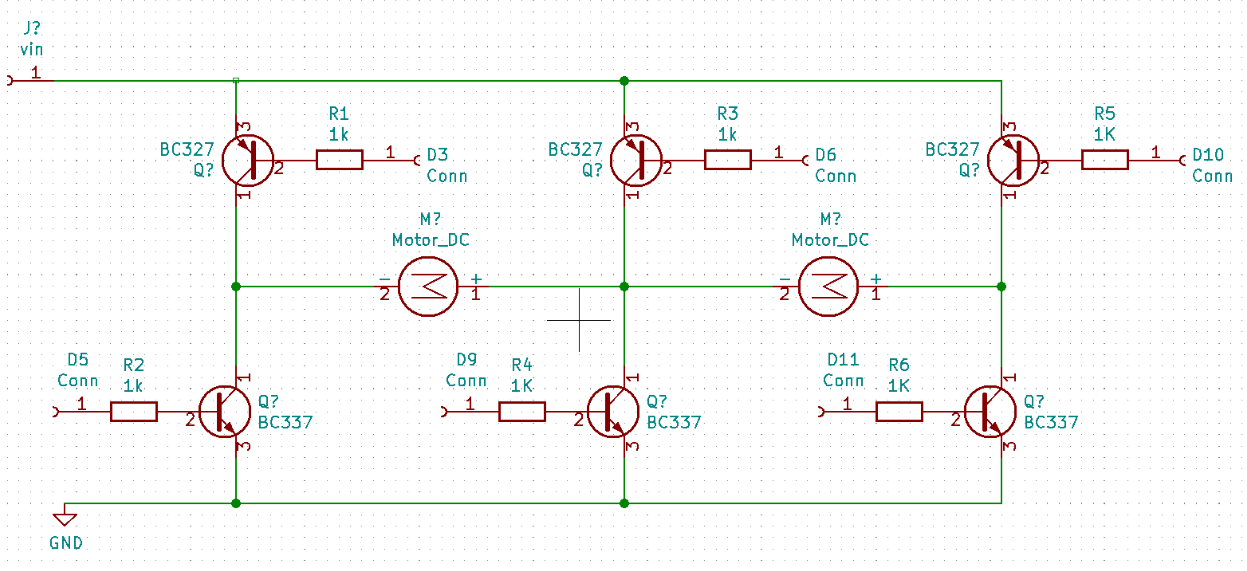 J?
vin
1
R1
1k
R3
1k
R5
1K
3
BC327
Q?
2
1
D3
Conn
1
3
BC327
Q?
2
1
D6
Conn
1
3
BC327
Q?
2
1
D10
Conn
1
M?
Motor_DC
- +
2 1
M?
Motor_DC
- +
2 1
D5
Conn
1
R2
1k
1
2
Q?
BC337
3
D9
Conn
1
R4
1K
1
2
Q?
BC337
3
D11
Conn
1
R6
1K
1
2
Q?
BC337
3
GND